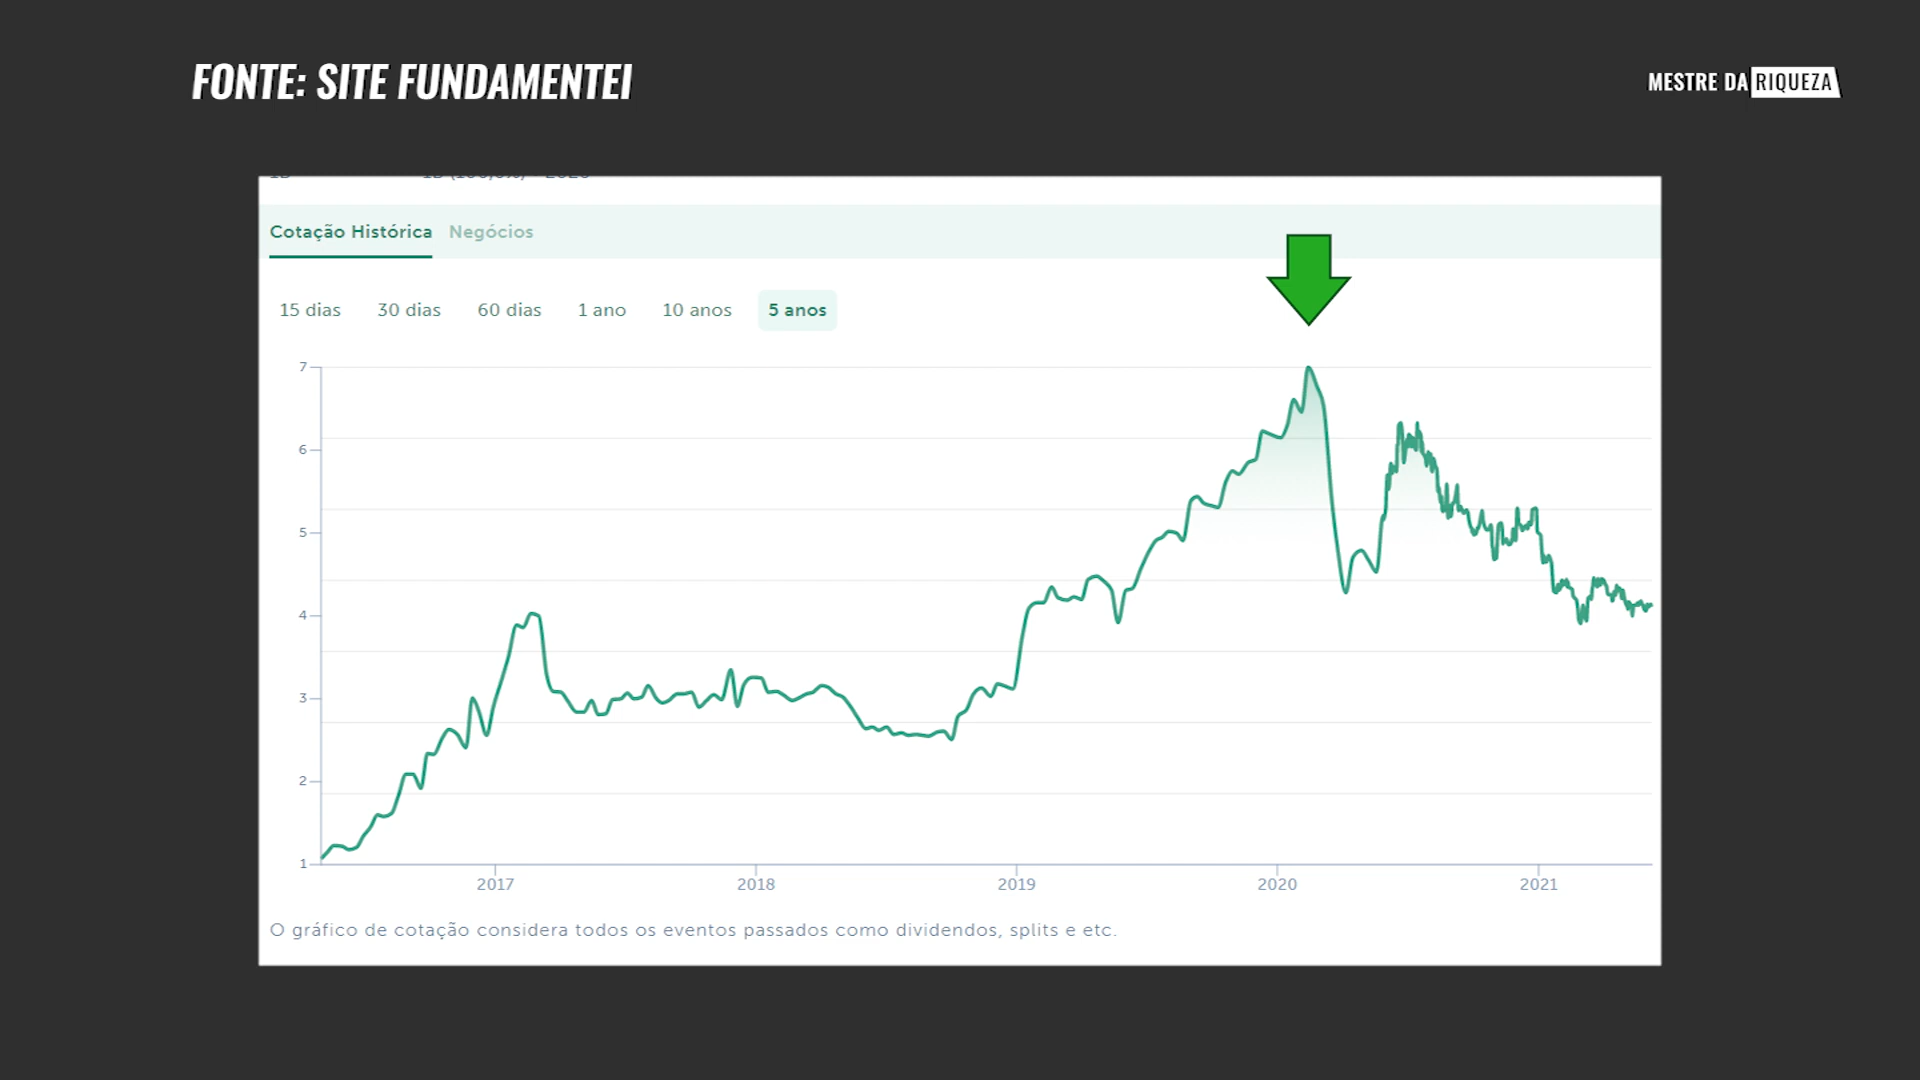 FONTE: SITE FUNDAMENTEI
MESTRE DA RIQUEZA
Cotação Histórica Negócios
15 dias 30 dias 60 dias 1 ano 10 anos 5 anos
7
6
5
4
3
2
1
2017 2018 2019 2020 2021
O gráfico de cotação considera todos os eventos passados como dividendos, splits e etc.